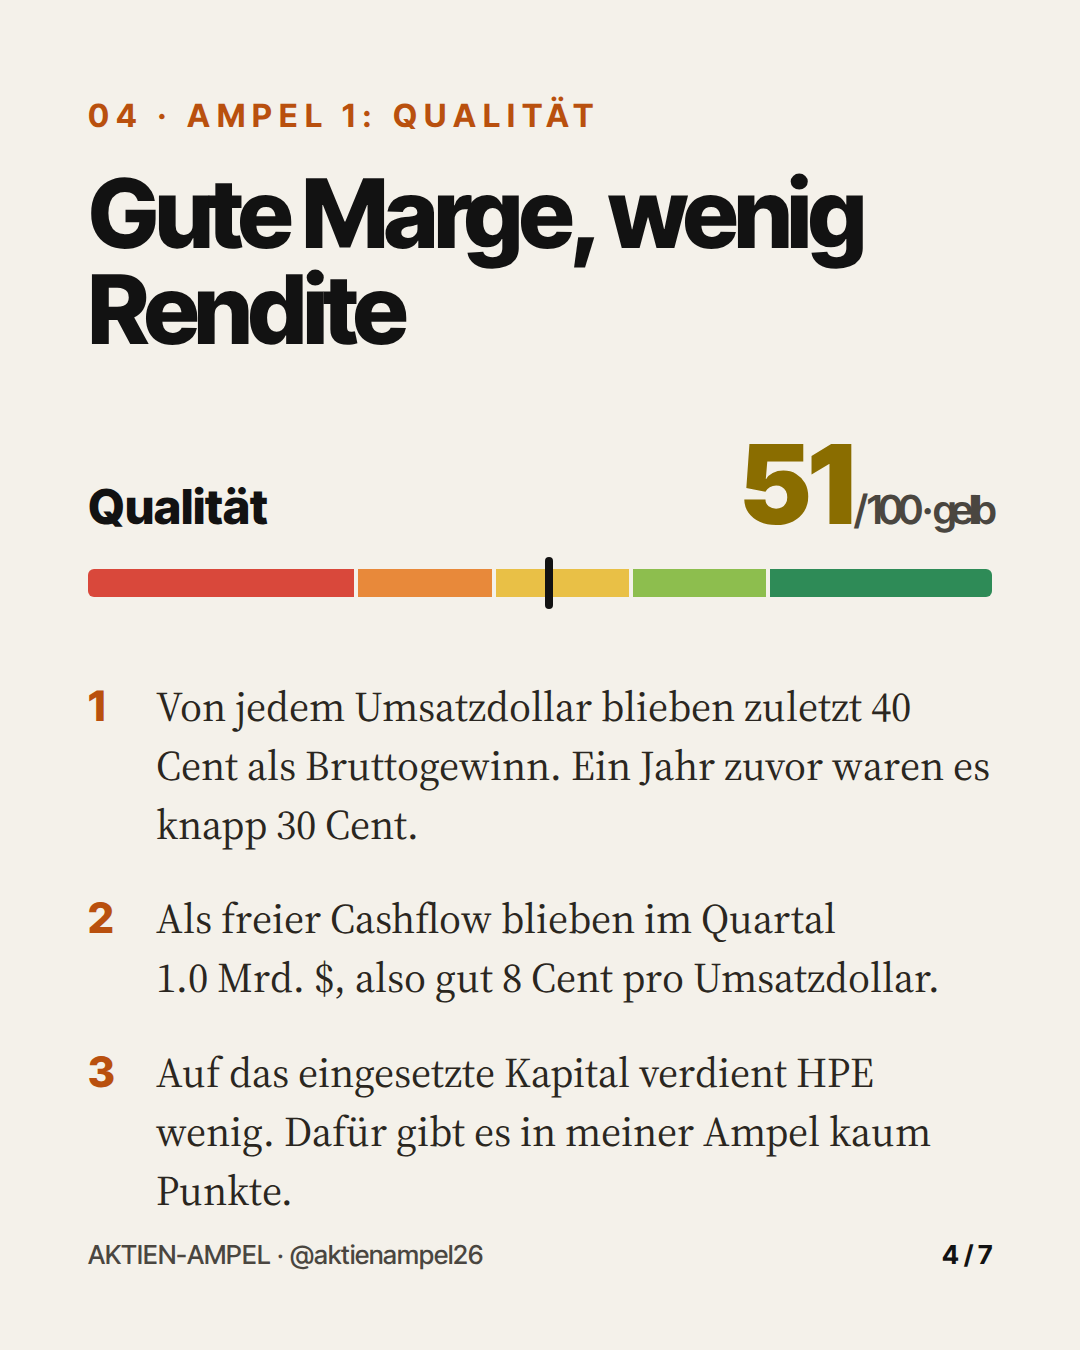 04 · AMPEL 1: QUALITÄT
Gute Marge, wenig
Rendite
Qualität
51/100·gelb
1 Von jedem Umsatzdollar blieben zuletzt 40
Cent als Bruttogewinn. Ein Jahr zuvor waren es
knapp 30 Cent.
2 Als freier Cashflow blieben im Quartal
1.0 Mrd. $, also gut 8 Cent pro Umsatzdollar.
3 Auf das eingesetzte Kapital verdient HPE
wenig. Dafür gibt es in meiner Ampel kaum
Punkte.
AKTIEN-AMPEL · @aktienampel26
4/7